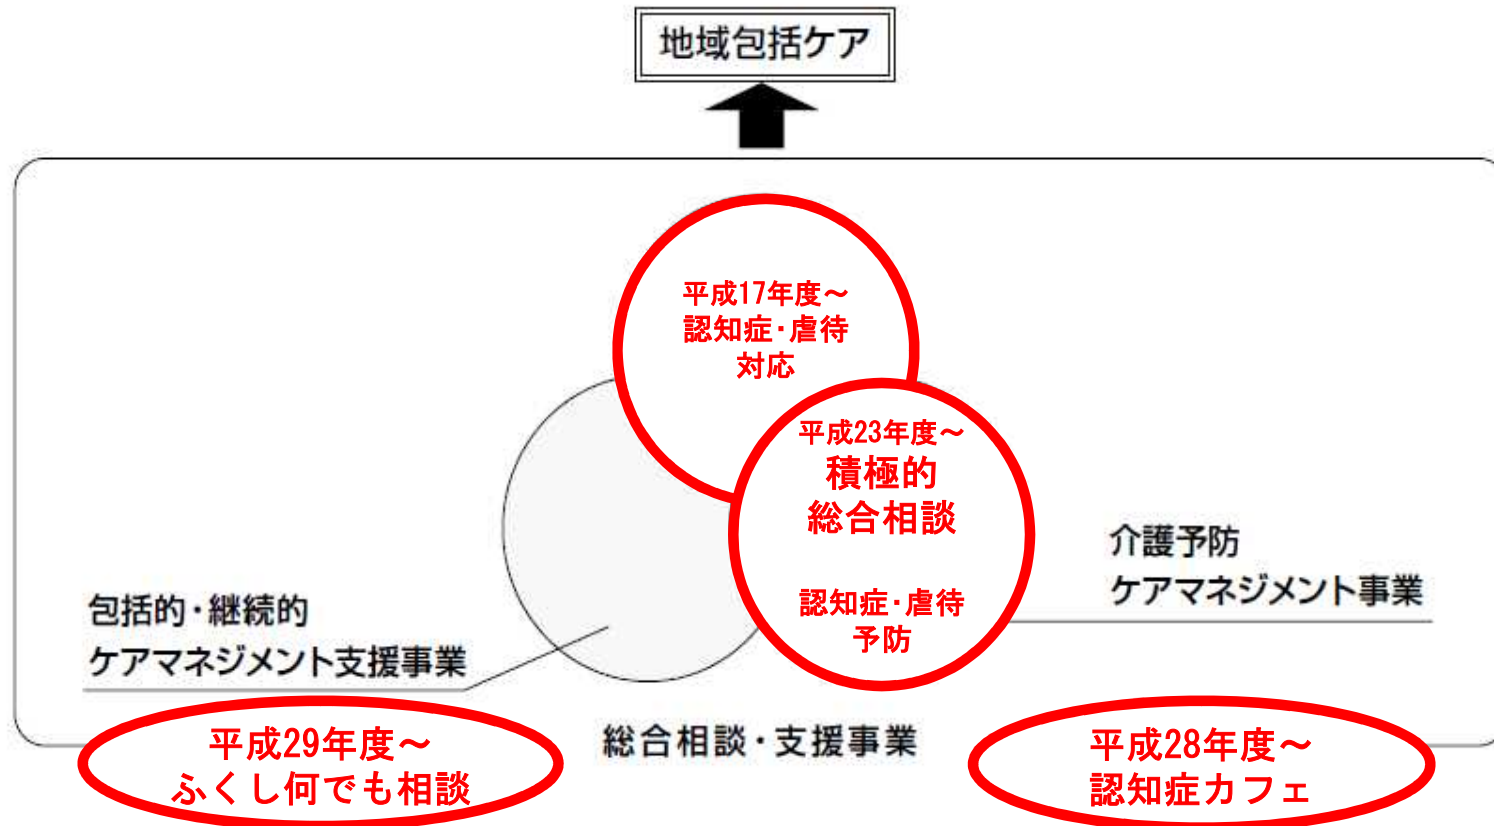 地域包括ケア
平成17年度～
認知症・虐待
対応
平成23年度～
積極的
総合相談
認知症・虐待
予防
介護予防
ケアマネジメント事業
包括的・継続的
ケアマネジメント支援事業
総合相談・支援事業
平成29年度～
ふくし何でも相談
平成28年度～
認知症カフェ